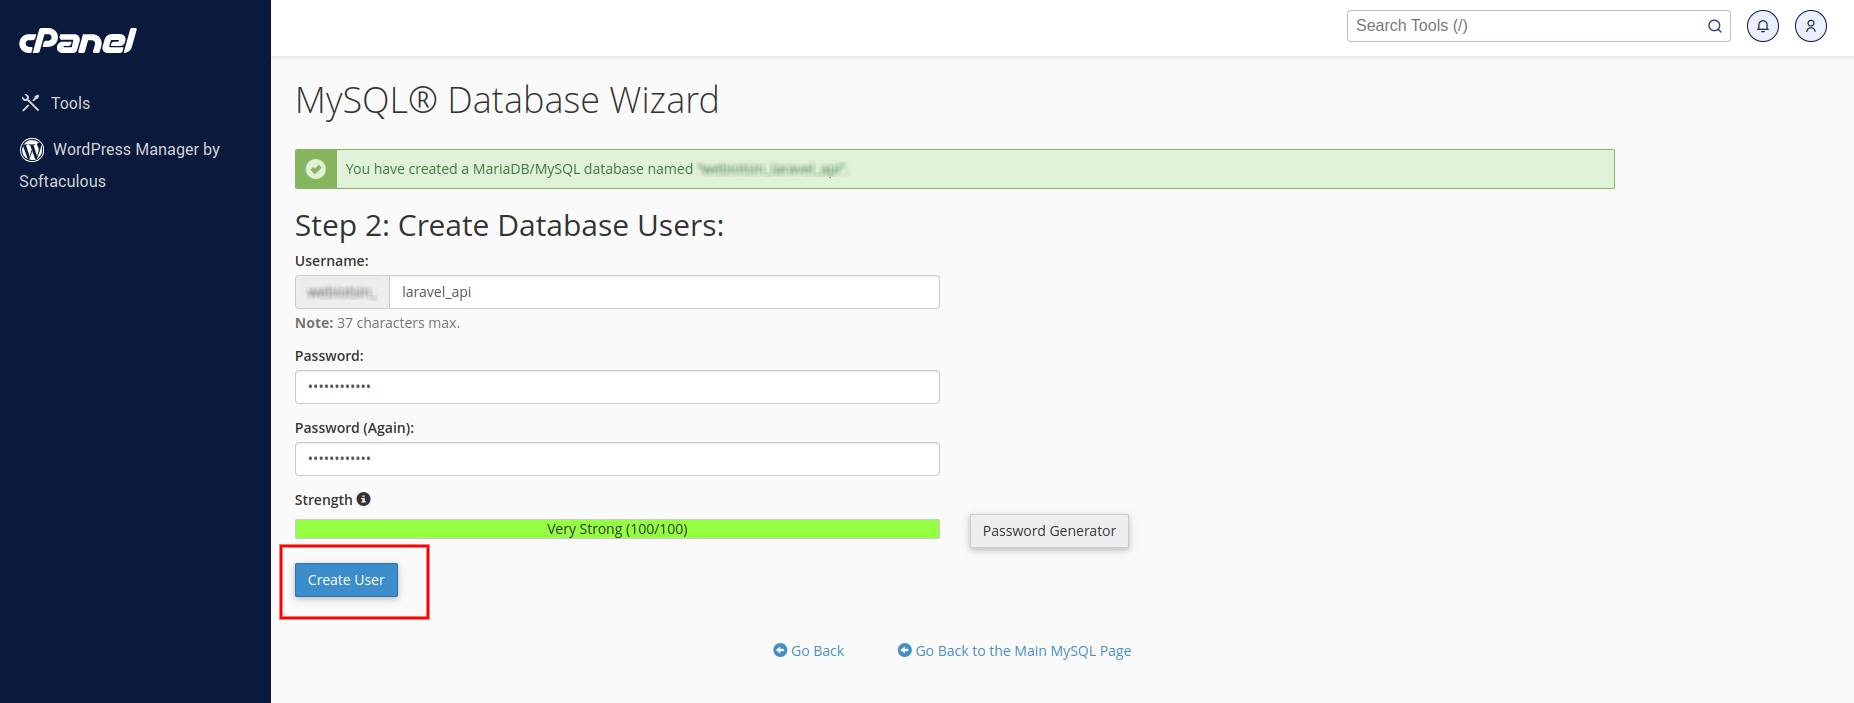 cPanel
Search Tools (/)
Tools
WordPress Manager by
Softaculous
MySQL® Database Wizard
You have created a MariaDB/MySQL database named
Step 2: Create Database Users:
Username:
laravel_api
Note: 37 characters max.
Password:
••••••••••••
Password (Again):
••••••••••••
Strength
Very Strong (100/100)
Password Generator
Create User
Go Back
Go Back to the Main MySQL Page